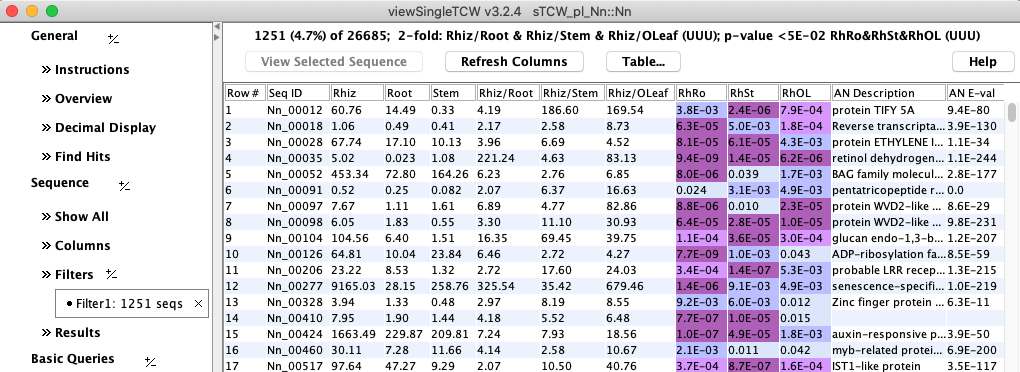 viewSingleTCW v3.2.4 sTCW_pl_Nn::Nn
General
>> Instructions
>> Overview
>> Decimal Display
>> Find Hits
Sequence
>> Show All
>> Columns
>> Filters
• Filter1: 1251 seqs ×
>> Results
Basic Queries
1251 (4.7%) of 26685; 2-fold: Rhiz/Root & Rhiz/Stem & Rhiz/OLeaf (UUU); p-value <5E-02 RhRo&RhSt&RhOL (UUU)
View Selected Sequence Refresh Columns Table... Help
Row # Seq ID Rhiz Root Stem Rhiz/Root Rhiz/Stem Rhiz/OLeaf RhRo RhSt RhOL AN Description AN E-val
1 Nn_00012 60.76 14.49 0.33 4.19 186.60 169.54 3.8E-03 2.4E-06 7.9E-04 protein TIFY 5A 9.4E-80
2 Nn_00018 1.06 0.49 0.41 2.17 2.58 8.73 6.3E-05 5.0E-03 1.8E-04 Reverse transcripta... 3.9E-130
3 Nn_00028 67.74 17.10 10.13 3.96 6.69 4.52 8.1E-05 6.1E-05 4.3E-03 protein ETHYLENE I... 1.1E-34
4 Nn_00035 5.02 0.023 1.08 221.24 4.63 83.13 9.4E-09 1.4E-05 6.2E-06 retinol dehydrogen... 1.1E-244
5 Nn_00052 453.34 72.80 164.26 6.23 2.76 6.85 8.0E-06 0.039 1.7E-03 BAG family molecul... 2.8E-177
6 Nn_00091 0.52 0.25 0.082 2.07 6.37 16.63 0.024 3.1E-03 4.9E-03 pentatricopeptide r... 0.0
7 Nn_00097 7.67 1.11 1.61 6.89 4.77 82.86 8.8E-06 0.010 2.3E-05 protein WVD2-like ... 8.6E-29
8 Nn_00098 6.05 1.83 0.55 3.30 11.10 30.93 6.4E-05 2.8E-05 1.0E-05 protein WVD2-like ... 9.8E-231
9 Nn_00104 104.56 6.40 1.51 16.35 69.45 39.75 1.1E-04 3.6E-05 3.0E-04 glucan endo-1,3-b... 1.2E-207
10 Nn_00126 64.81 10.04 23.84 6.46 2.72 4.27 7.7E-09 1.0E-03 0.043 ADP-ribosylation fa... 8.5E-59
11 Nn_00206 23.22 8.53 1.32 2.72 17.60 24.03 3.4E-04 1.4E-07 5.3E-03 probable LRR recep... 1.3E-215
12 Nn_00277 9165.03 28.15 258.76 325.54 35.42 679.46 1.4E-06 9.1E-03 4.9E-03 senescence-specifi... 1.0E-219
13 Nn_00328 3.94 1.33 0.48 2.97 8.19 8.55 9.2E-03 6.0E-03 0.012 Zinc finger protein ... 6.3E-11
14 Nn_00410 7.95 1.90 1.44 4.18 5.52 6.48 7.7E-07 1.0E-05 0.015
15 Nn_00424 1663.49 229.87 209.81 7.24 7.93 18.56 1.0E-07 4.9E-05 1.8E-03 auxin-responsive p... 3.9E-50
16 Nn_00460 30.11 7.28 11.66 4.14 2.58 10.67 2.1E-03 0.011 0.042 myb-related protei... 6.9E-200
17 Nn_00517 97.64 47.27 9.29 2.07 10.50 40.76 3.7E-04 8.7E-07 1.6E-04 IST1-like protein 3.5E-117